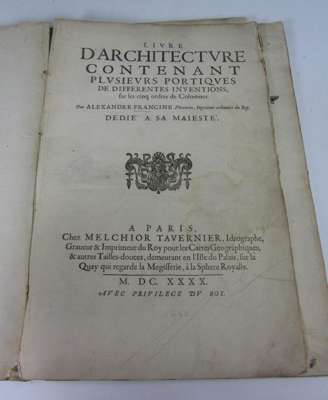 LIVRE
D'ARCHITECTVRE
CONTENANT
PLVSIEVRS PORTIQVES
DE DIFFERENTES INVENTIONS,
sur les cinq ordres de Colomnes.
Par ALEXANDRE FRANCINE Florentin, Ingenieur ordinaire du Roy.
DEDIE' A SA MAIESTE'.
A PARIS,
Chez MELCHIOR TAVERNIER, Ideographe,
Graueur & Imprimeur du Roy pour les Cartes Geographiques,
& autres Tailles-douces, demeurant en l'Isle du Palais, sur le
Quay qui regarde la Megisserie, à la Sphere Royalle.
M. DC. XXXX.
AVEC PRIVILEGE DV ROY.